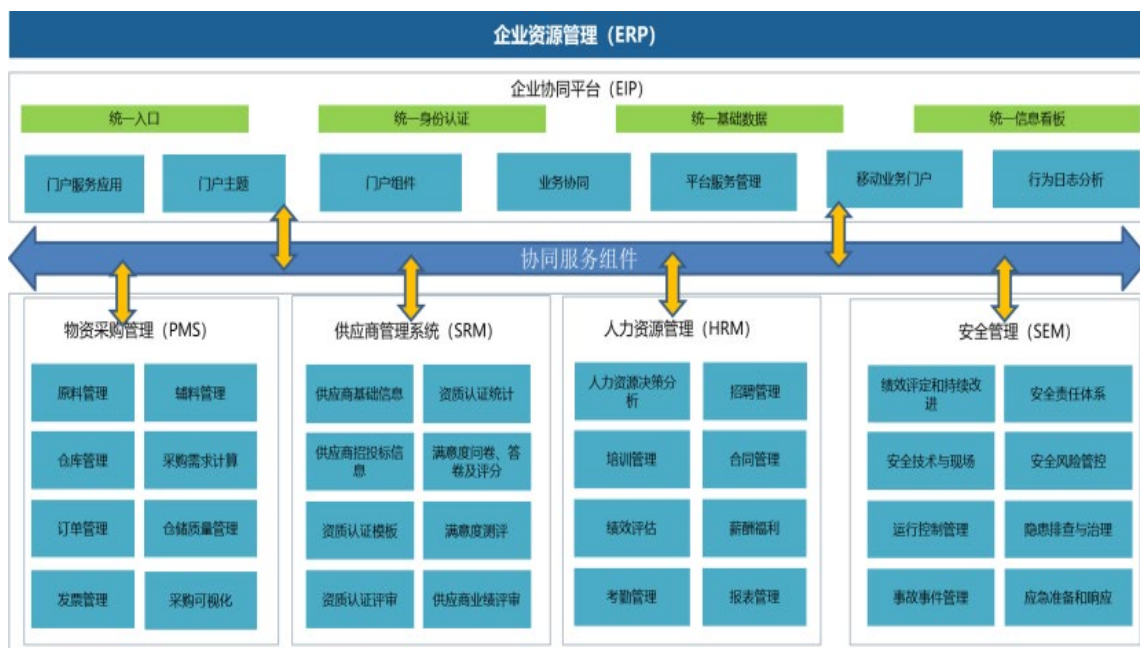 企业资源管理（ERP）
企业协同平台（EIP）
统一入口
统一身份认证
统一基础数据
统一信息看板
门户服务应用
门户主题
门户组件
业务协同
平台服务管理
移动业务门户
行为日志分析
协同服务组件
物资采购管理（PMS）
原料管理
辅料管理
仓库管理
采购需求计算
订单管理
仓储质量管理
发票管理
采购可视化
供应商管理系统（SRM）
供应商基础信息
资质认证统计
供应商招投标信
息
满意度问卷、答
卷及评分
资质认证模板
满意度测评
资质认证评审
供应商业绩评审
人力资源管理（HRM）
人力资源决策分
析
招聘管理
培训管理
合同管理
绩效评估
薪酬福利
考勤管理
报表管理
安全管理（SEM）
绩效评定和持续改
进
安全责任体系
安全技术与现场
安全风险管控
运行控制管理
隐患排查与治理
事故事件管理
应急准备和响应